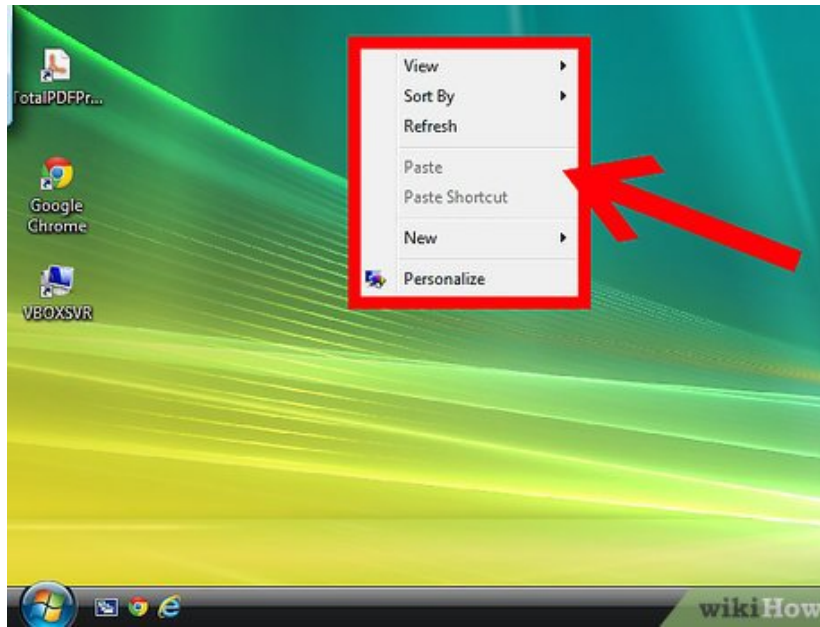 TotalPDFPr...
Google
Chrome
VBOXSVR
View
Sort By
Refresh
Paste
Paste Shortcut
New
Personalize
wikiHow